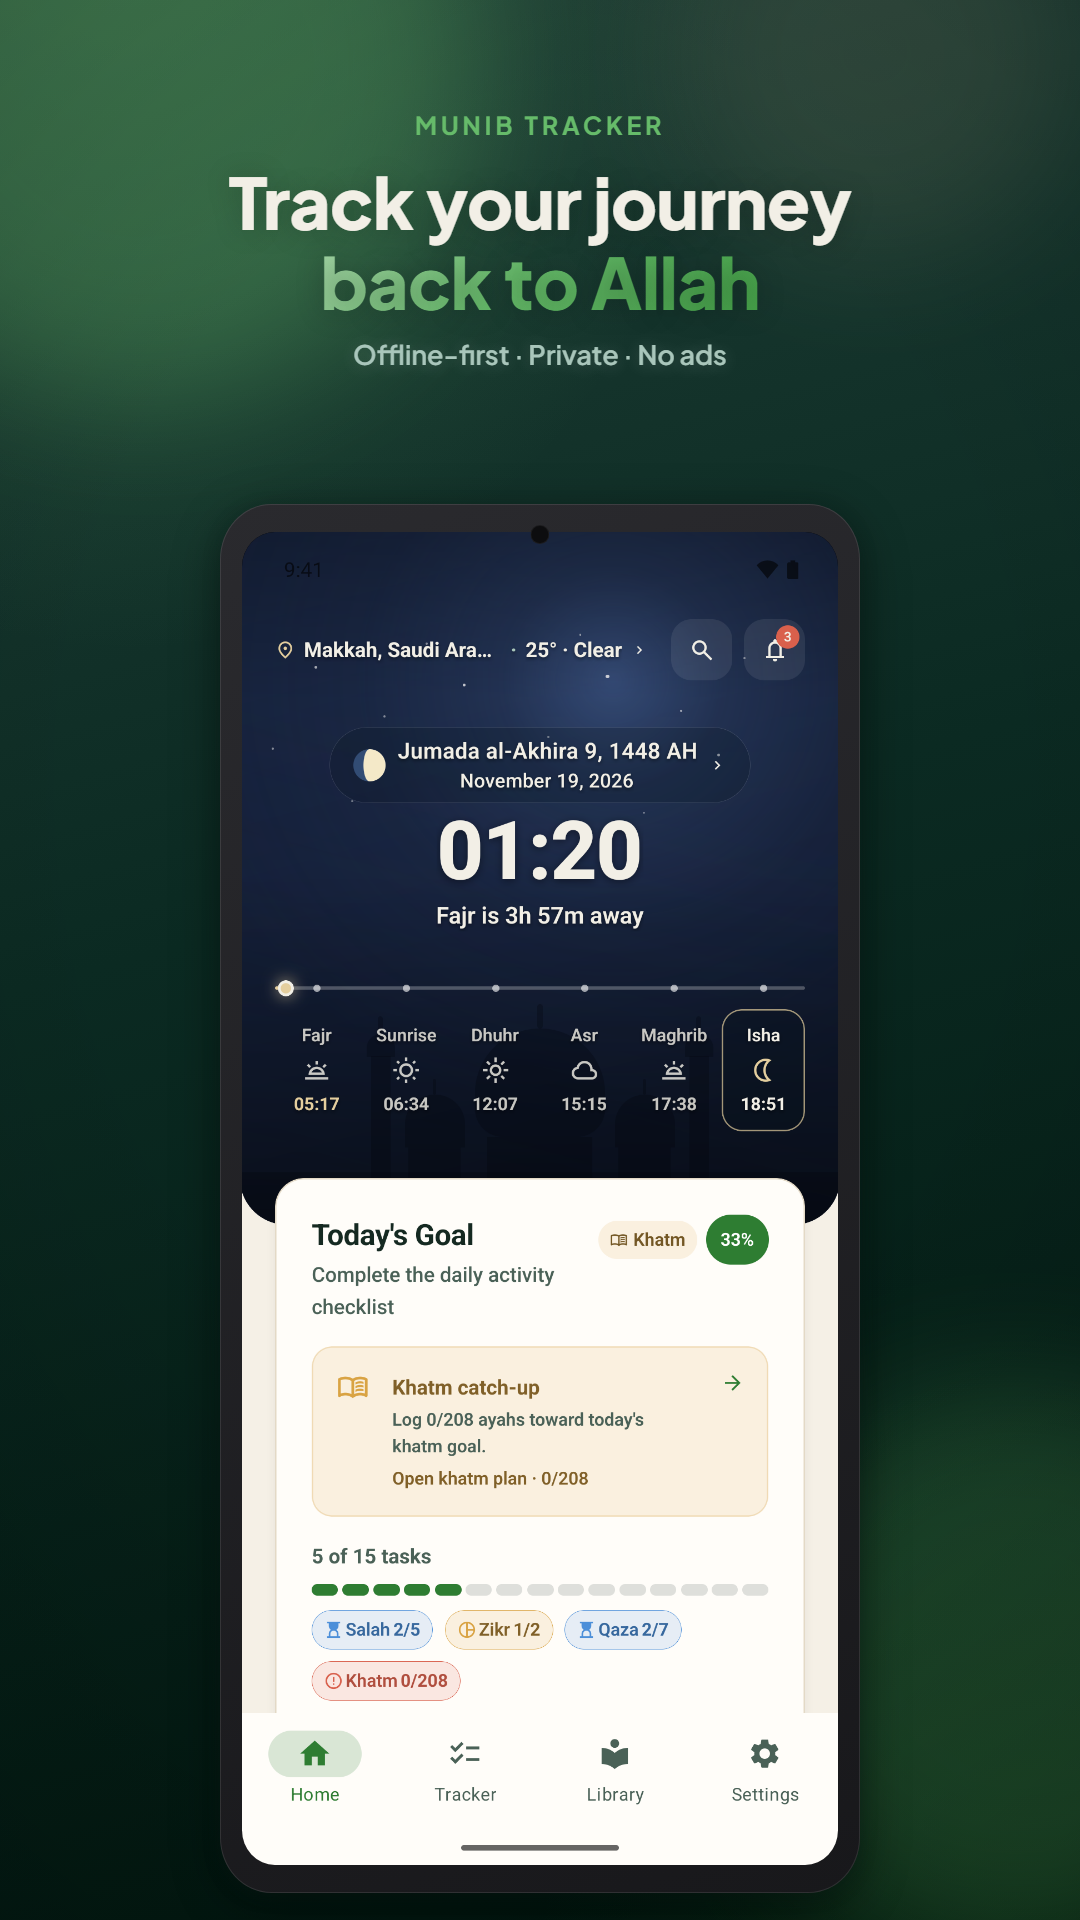 MUNIB TRACKER
Track your journey
back to Allah
Offline-first · Private · No ads
9:41
Makkah, Saudi Ara... · 25° · Clear
3
Jumada al-Akhira 9, 1448 AH
November 19, 2026
01:20
Fajr is 3h 57m away
Fajr Sunrise Dhuhr Asr Maghrib Isha
05:17 06:34 12:07 15:15 17:38 18:51
Today's Goal
Khatm 33%
Complete the daily activity
checklist
Khatm catch-up
Log 0/208 ayahs toward today's
khatm goal.
Open khatm plan · 0/208
5 of 15 tasks
Salah 2/5 Zikr 1/2 Qaza 2/7
Khatm 0/208
Home Tracker Library Settings